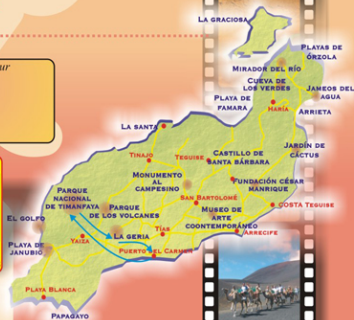 ur
LA GRACIOSA
PLAYAS DE
ÓRZOLA
MIRADOR DEL RÍO
CUEVA DE
LOS VERDES
JAMEOS DEL
AGUA
PLAYA DE
FAMARA
HARÍA
ARRIETA
LA SANTA
JARDÍN DE
CÁCTUS
TINAJO
TEGUISE
CASTILLO DE
SANTA BÁRBARA
MONUMENTO
AL
CAMPESINO
FUNDACIÓN CÉSAR
MANRIQUE
PARQUE
NACIONAL
DE TIMANFAYA
SAN BARTOLOMÉ
COSTA TEGUISE
PARQUE
DE LOS VOLCANES
MUSEO DE
ARTE
COONTEMPORÁNEO
EL GOLFO
TÍAS
ARRECIFE
LA GERIA
YAIZA
PLAYA DE
JANUBIO
PUERTO DEL CARMEN
PLAYA BLANCA
PAPAGAYO